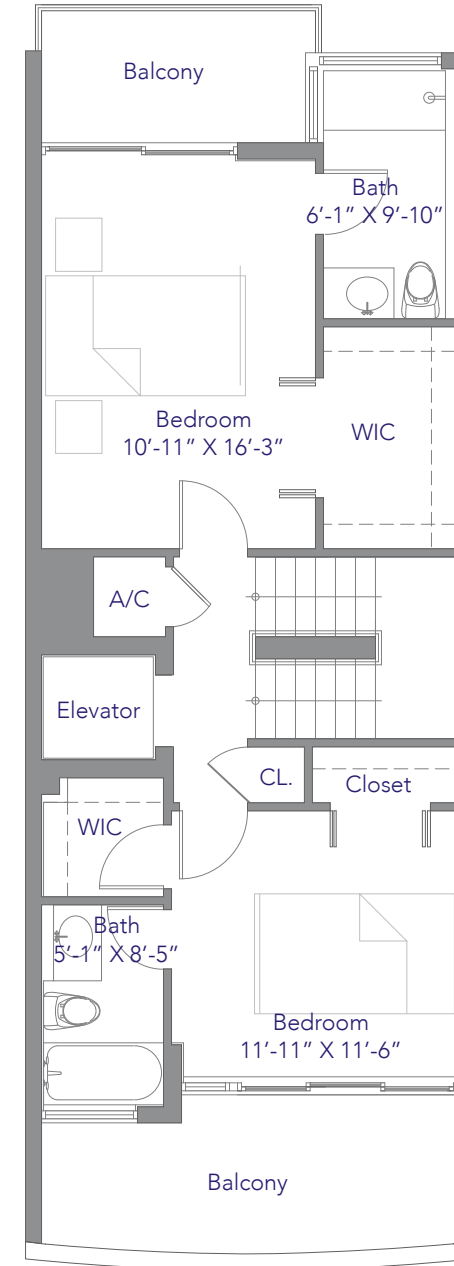 Balcony
Bath
6’-1” X 9’-10”
Bedroom
10’-11” X 16’-3”
WIC
A/C
Elevator
CL.
Closet
WIC
Bath
5’-1” X 8’-5”
Bedroom
11’-11” X 11’-6”
Balcony